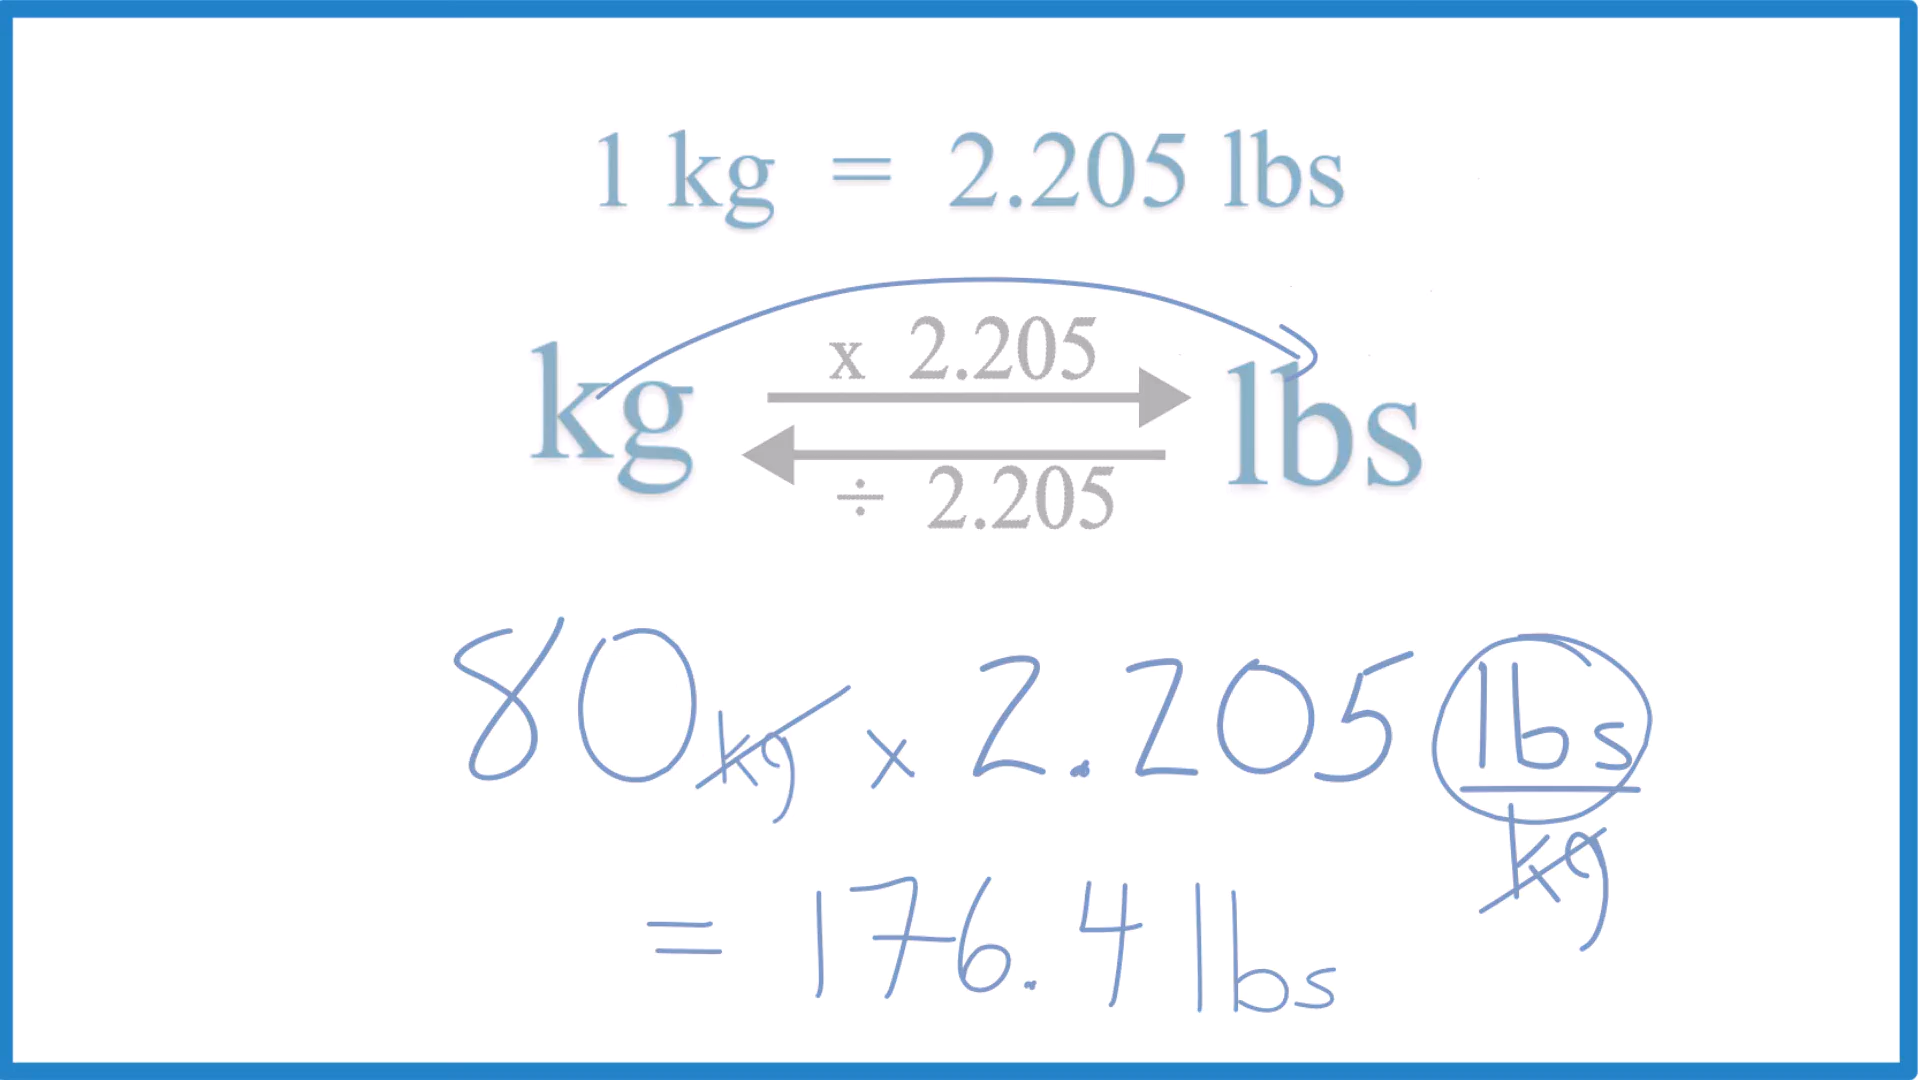 1 kg = 2.205 lbs
x 2.205
kg lbs
÷ 2.205
80 kg x 2.205 lbs
kg
= 176.4 lbs